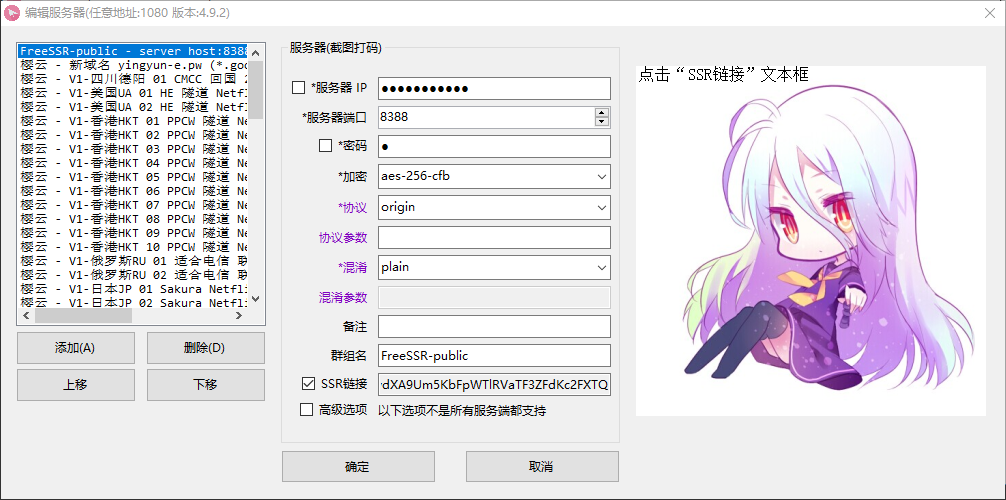 编辑服务器(任意地址:1080 版本:4.9.2)
FreeSSR-public - server host:8388
樱云 - 新域名 yingyun-e.pw (*.goo
樱云 - V1-四川德阳 01 CMCC 回国
樱云 - V1-美国UA 01 HE 隧道 Netfl
樱云 - V1-美国UA 02 HE 隧道 Netfl
樱云 - V1-香港HKT 01 PPCW 隧道 Ne
樱云 - V1-香港HKT 02 PPCW 隧道 Ne
樱云 - V1-香港HKT 03 PPCW 隧道 Ne
樱云 - V1-香港HKT 04 PPCW 隧道 Ne
樱云 - V1-香港HKT 05 PPCW 隧道 Ne
樱云 - V1-香港HKT 06 PPCW 隧道 Ne
樱云 - V1-香港HKT 07 PPCW 隧道 Ne
樱云 - V1-香港HKT 08 PPCW 隧道 Ne
樱云 - V1-香港HKT 09 PPCW 隧道 Ne
樱云 - V1-香港HKT 10 PPCW 隧道 Ne
樱云 - V1-俄罗斯RU 01 适合电信 联
樱云 - V1-俄罗斯RU 02 适合电信 联
樱云 - V1-日本JP 01 Sakura Netfli
樱云 - V1-日本JP 02 Sakura Netfli
添加(A)
删除(D)
上移
下移
服务器(截图打码)
*服务器 IP ●●●●●●●●●●●
*服务器端口 8388
*密码 ●
*加密 aes-256-cfb
*协议 origin
协议参数
*混淆 plain
混淆参数
备注
群组名 FreeSSR-public
SSR链接 dXA9Um5KbFpWTlRVaTF3ZFdKc2FXTQ
高级选项 以下选项不是所有服务端都支持
确定
取消
点击“SSR链接”文本框